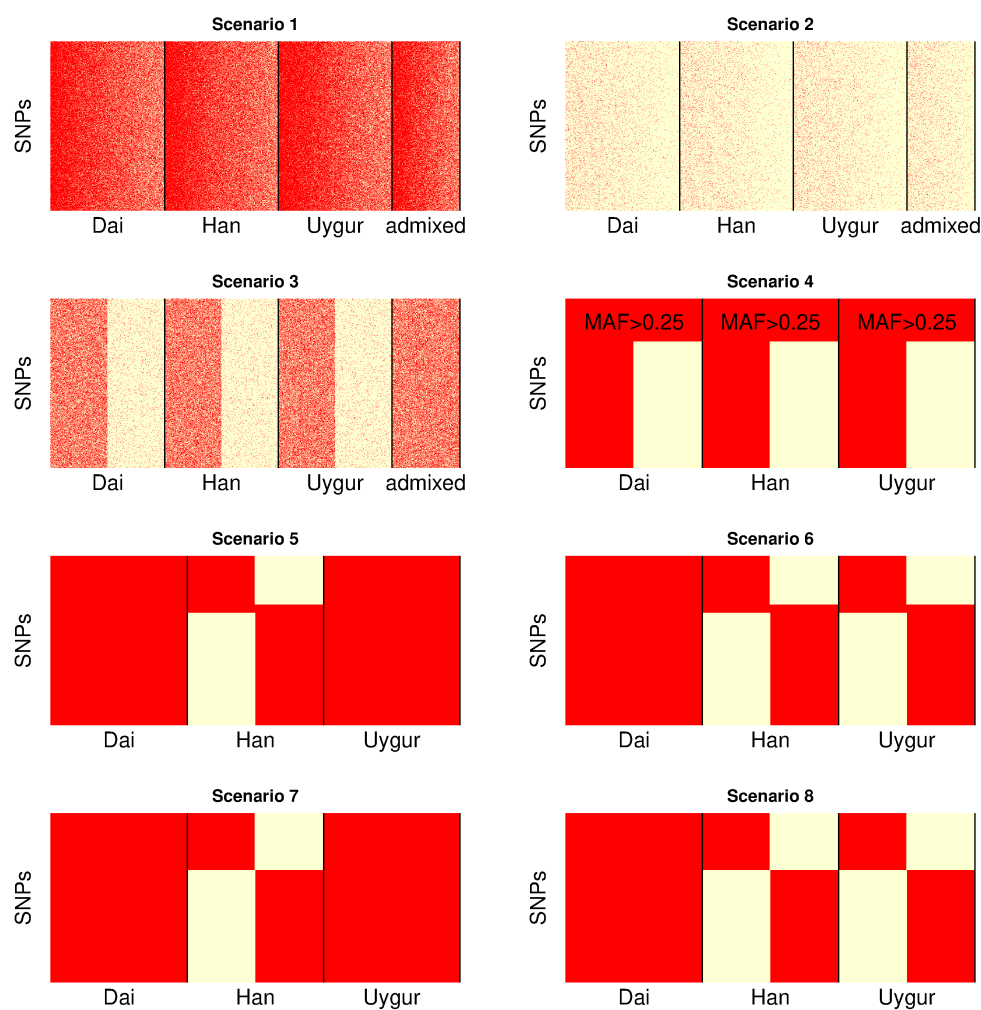 Scenario 1
SNPs
Dai Han Uygur admixed
Scenario 2
SNPs
Dai Han Uygur admixed
Scenario 3
SNPs
Dai Han Uygur admixed
Scenario 4
SNPs
MAF>0.25 MAF>0.25 MAF>0.25
Dai Han Uygur
Scenario 5
SNPs
Dai Han Uygur
Scenario 6
SNPs
Dai Han Uygur
Scenario 7
SNPs
Dai Han Uygur
Scenario 8
SNPs
Dai Han Uygur